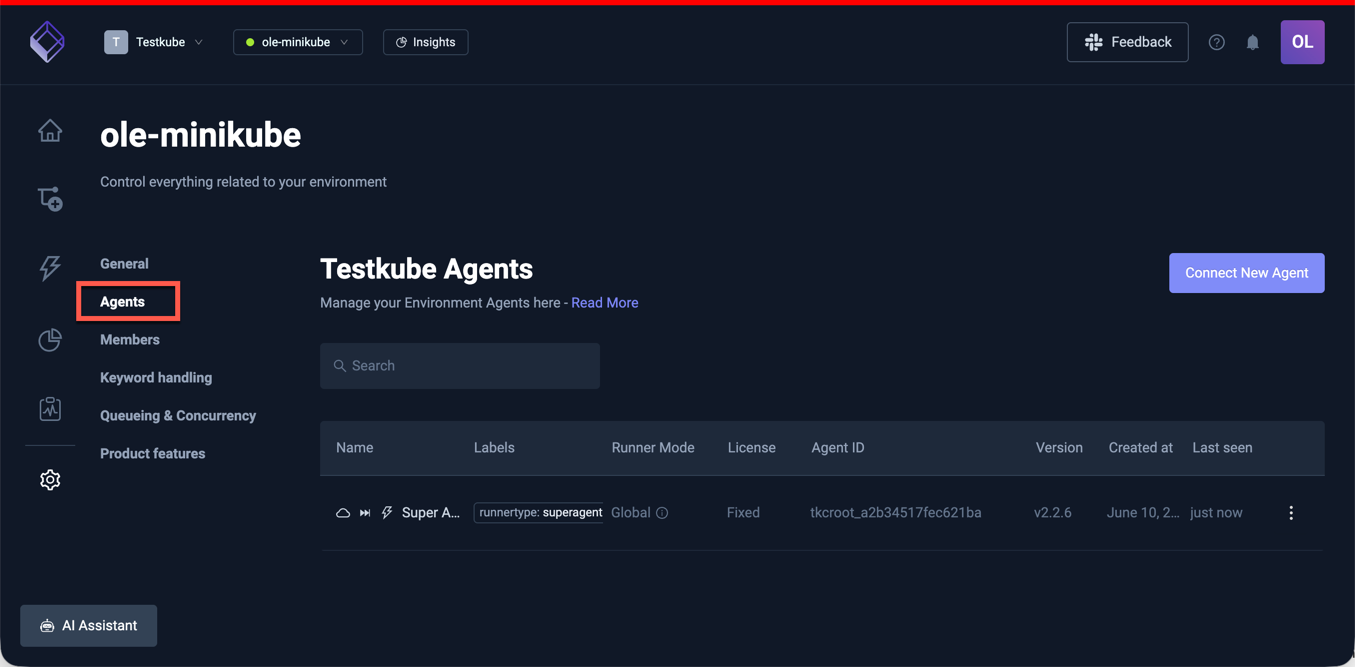 T Testkube ole-minikube Insights Feedback OL
ole-minikube
Control everything related to your environment
General
Agents
Members
Keyword handling
Queueing & Concurrency
Product features
Testkube Agents
Connect New Agent
Manage your Environment Agents here - Read More
Search
Name Labels Runner Mode License Agent ID Version Created at Last seen
Super A... runnertype: superagent Global Fixed tkcroot_a2b34517fec621ba v2.2.6 June 10, 2... just now
AI Assistant